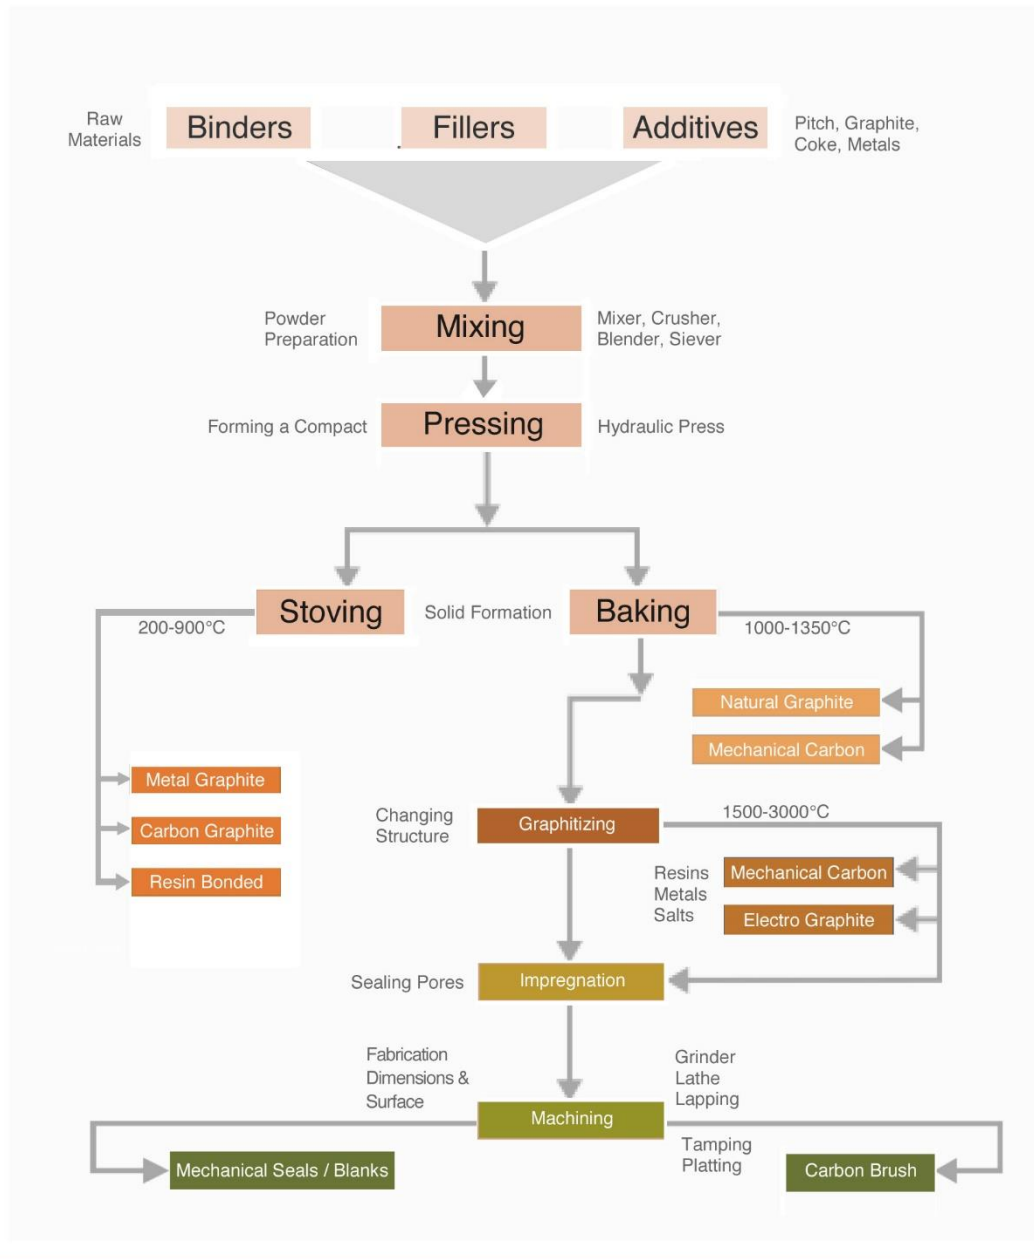 Raw
Materials
Binders
Fillers
Additives
Pitch, Graphite,
Coke, Metals
Powder
Preparation
Mixing
Mixer, Crusher,
Blender, Siever
Forming a Compact
Pressing
Hydraulic Press
Stoving
Solid Formation
Baking
200-900°C
1000-1350°C
Natural Graphite
Mechanical Carbon
Metal Graphite
Carbon Graphite
Resin Bonded
Changing
Structure
Graphitizing
1500-3000°C
Resins
Metals
Salts
Mechanical Carbon
Electro Graphite
Sealing Pores
Impregnation
Fabrication
Dimensions &
Surface
Grinder
Lathe
Lapping
Machining
Tamping
Platting
Mechanical Seals / Blanks
Carbon Brush